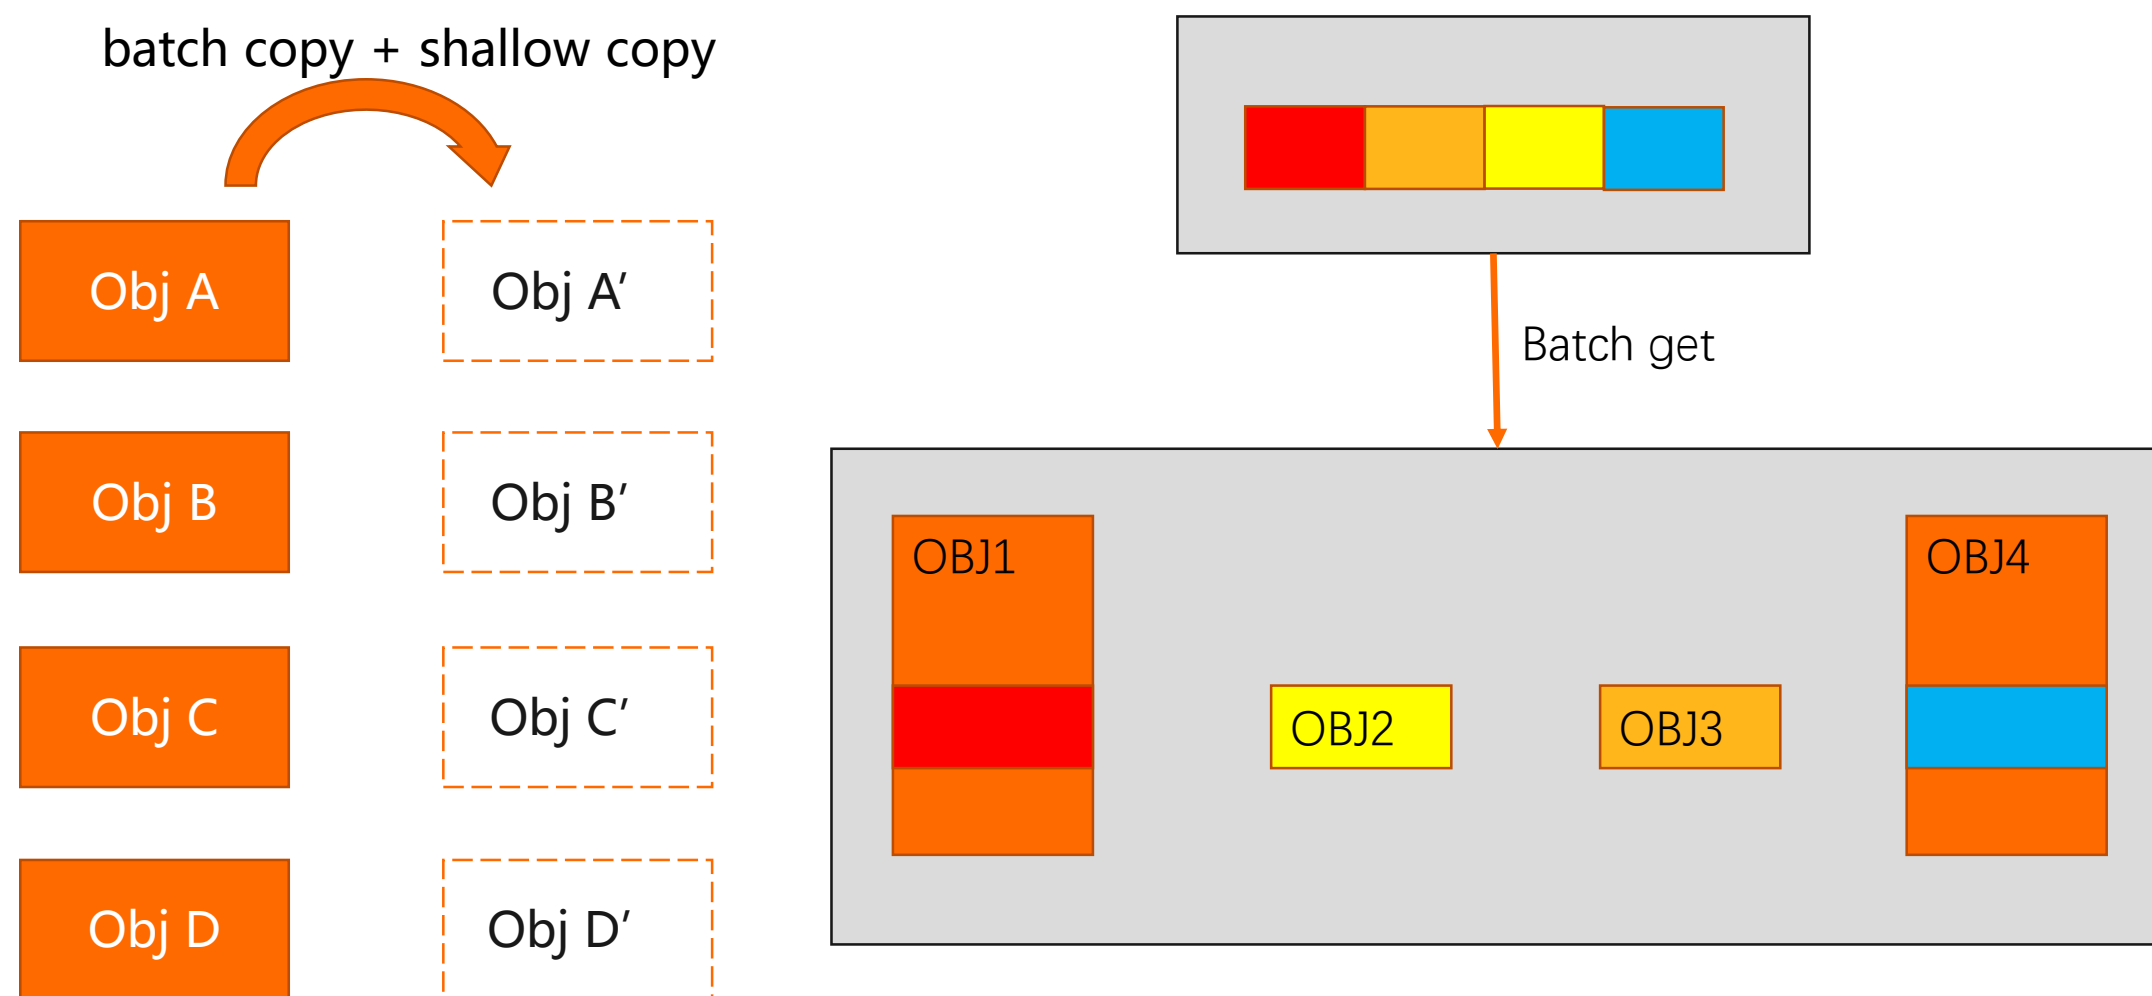 batch copy + shallow copy
Obj A
Obj A′
Obj B
Obj B′
Obj C
Obj C′
Obj D
Obj D′
Batch get
OBJ1
OBJ2
OBJ3
OBJ4